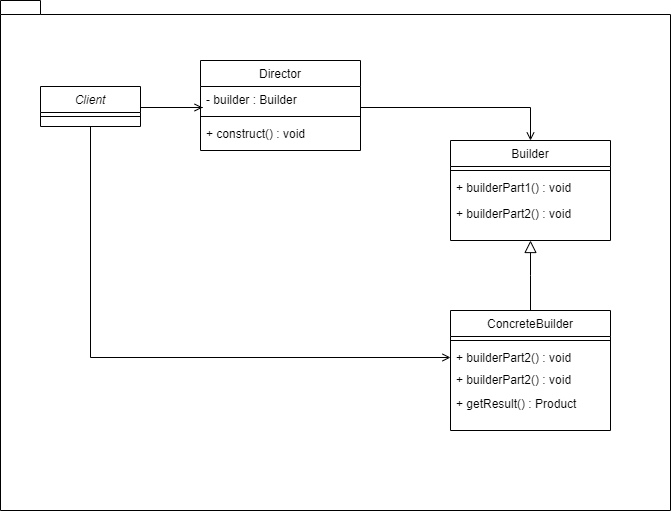 Client
Director
- builder : Builder
+ construct() : void
Builder
+ builderPart1() : void
+ builderPart2() : void
ConcreteBuilder
+ builderPart2() : void
+ builderPart2() : void
+ getResult() : Product